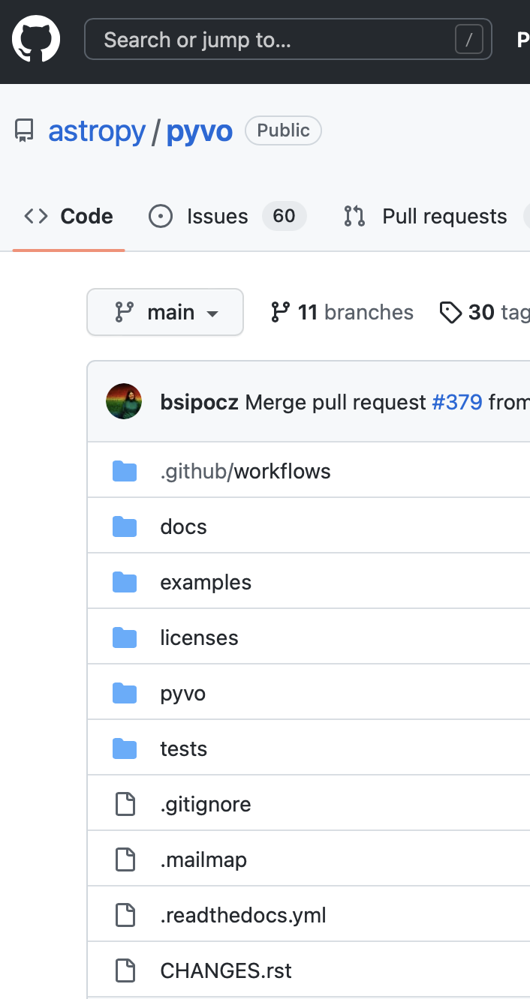 Search or jump to... /
astropy / pyvo Public
Code Issues 60 Pull requests
main 11 branches 30 tag
bsipocz Merge pull request #379 from
.github/workflows
docs
examples
licenses
pyvo
tests
.gitignore
.mailmap
.readthedocs.yml
CHANGES.rst